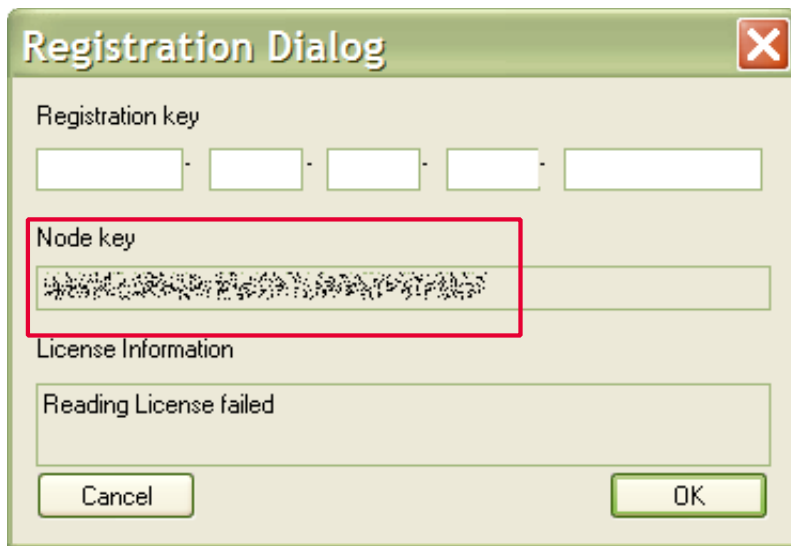 Registration Dialog
Registration key
- - - -
Node key
License Information
Reading License failed
Cancel OK